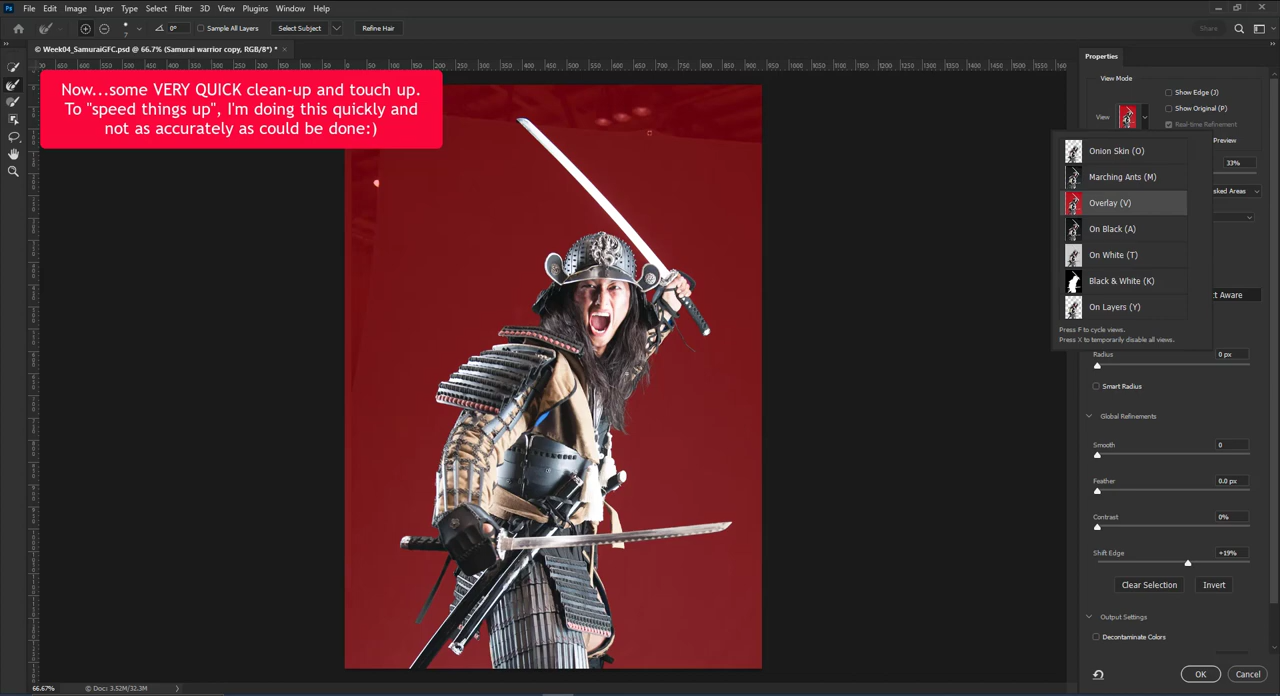 Ps File Edit Image Layer Type Select Filter 3D View Plugins Window Help
7 0° Sample All Layers Select Subject Refine Hair Share
© Week04_SamuraiGFC.psd @ 66.7% (Samurai warrior copy, RGB/8*) * ×
Now...some VERY QUICK clean-up and touch up.
To "speed things up", I'm doing this quickly and
not as accurately as could be done:)
Properties
View Mode
Show Edge (J)
View Show Original (P)
Real-time Refinement
Preview
Onion Skin (O)
33%
Marching Ants (M)
sked Areas
Overlay (V)
On Black (A)
On White (T)
Black & White (K)
t Aware
On Layers (Y)
Press F to cycle views.
Press X to temporarily disable all views.
Radius 0 px
Smart Radius
Global Refinements
Smooth 0
Feather 0.0 px
Contrast 0%
Shift Edge +19%
Clear Selection Invert
Output Settings
Decontaminate Colors
OK Cancel
66.67% © Doc: 3.52M/32.3M